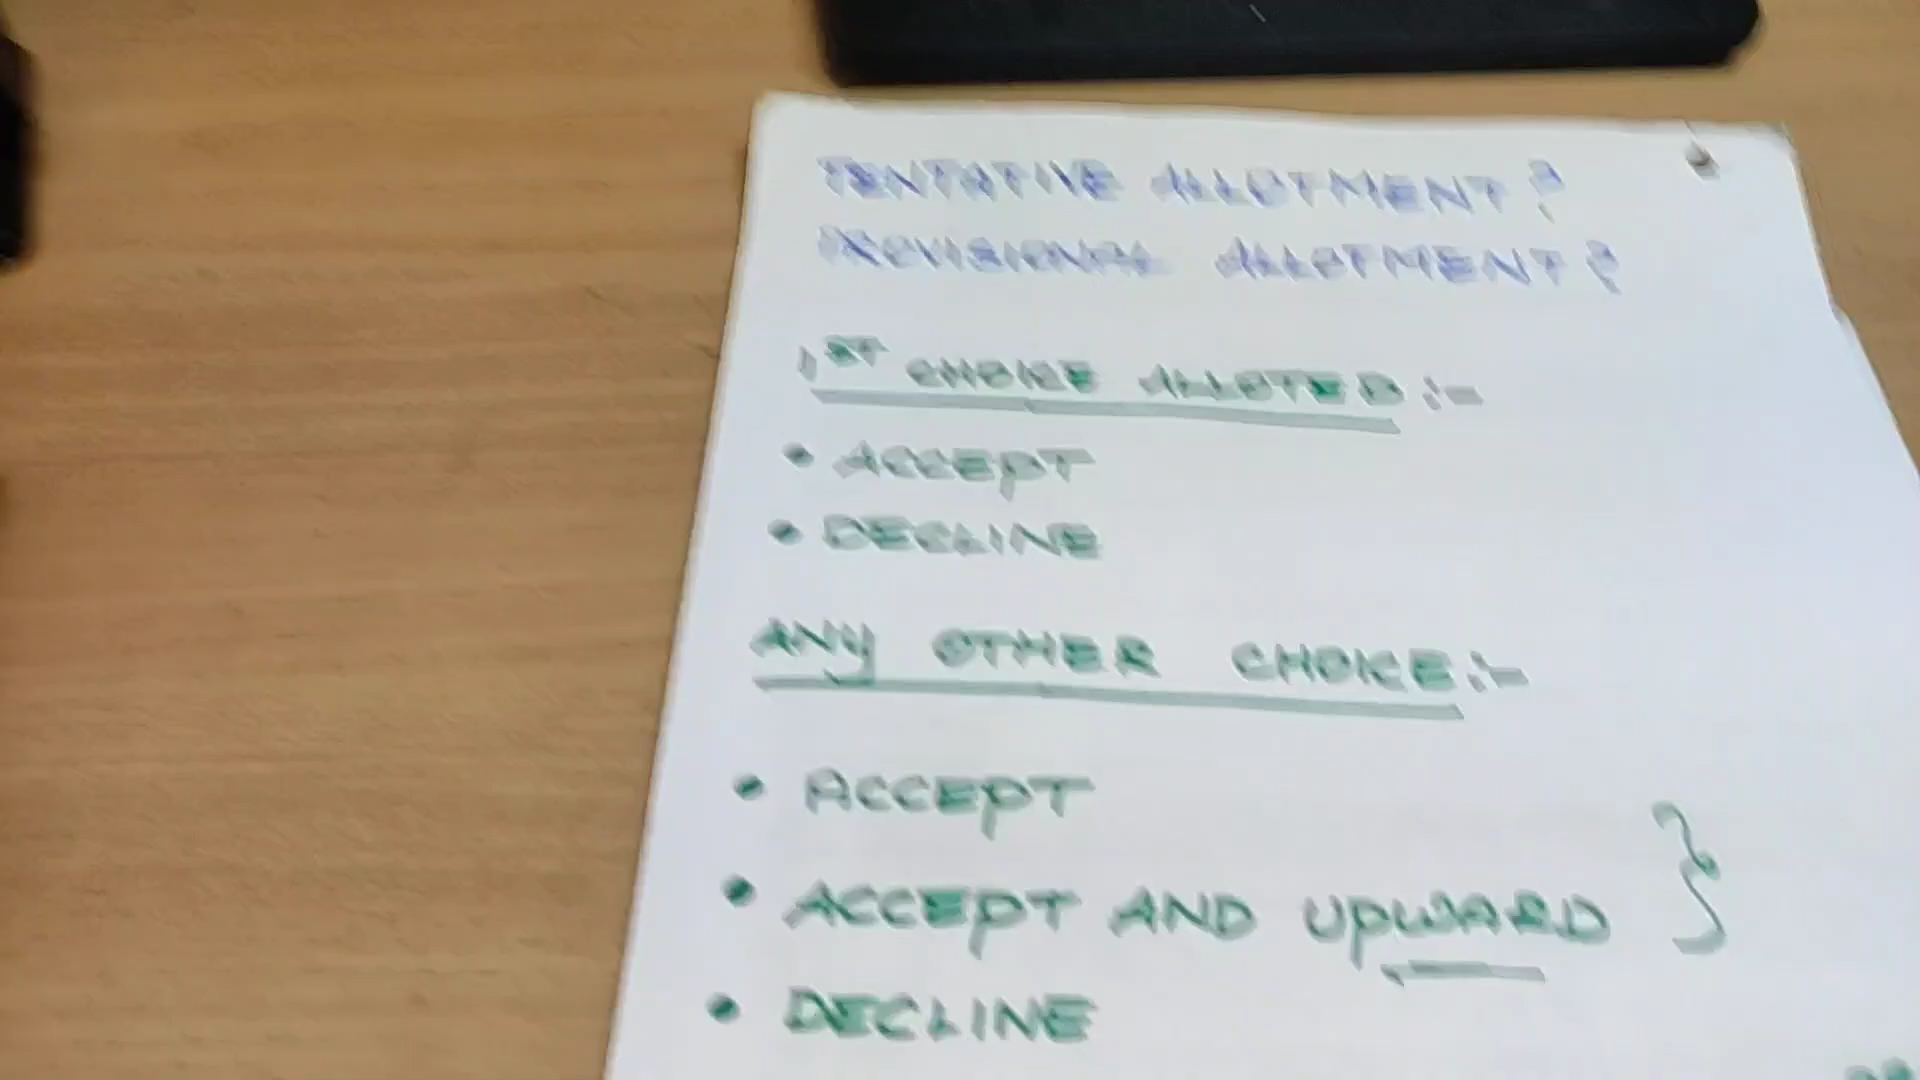 TENTATIVE ALLOTMENT ?
PROVISIONAL ALLOTMENT ?
1ST CHOICE ALLOTED :-
• ACCEPT
• DECLINE
ANY OTHER CHOICE :-
• ACCEPT
• ACCEPT AND UPWARD }
• DECLINE